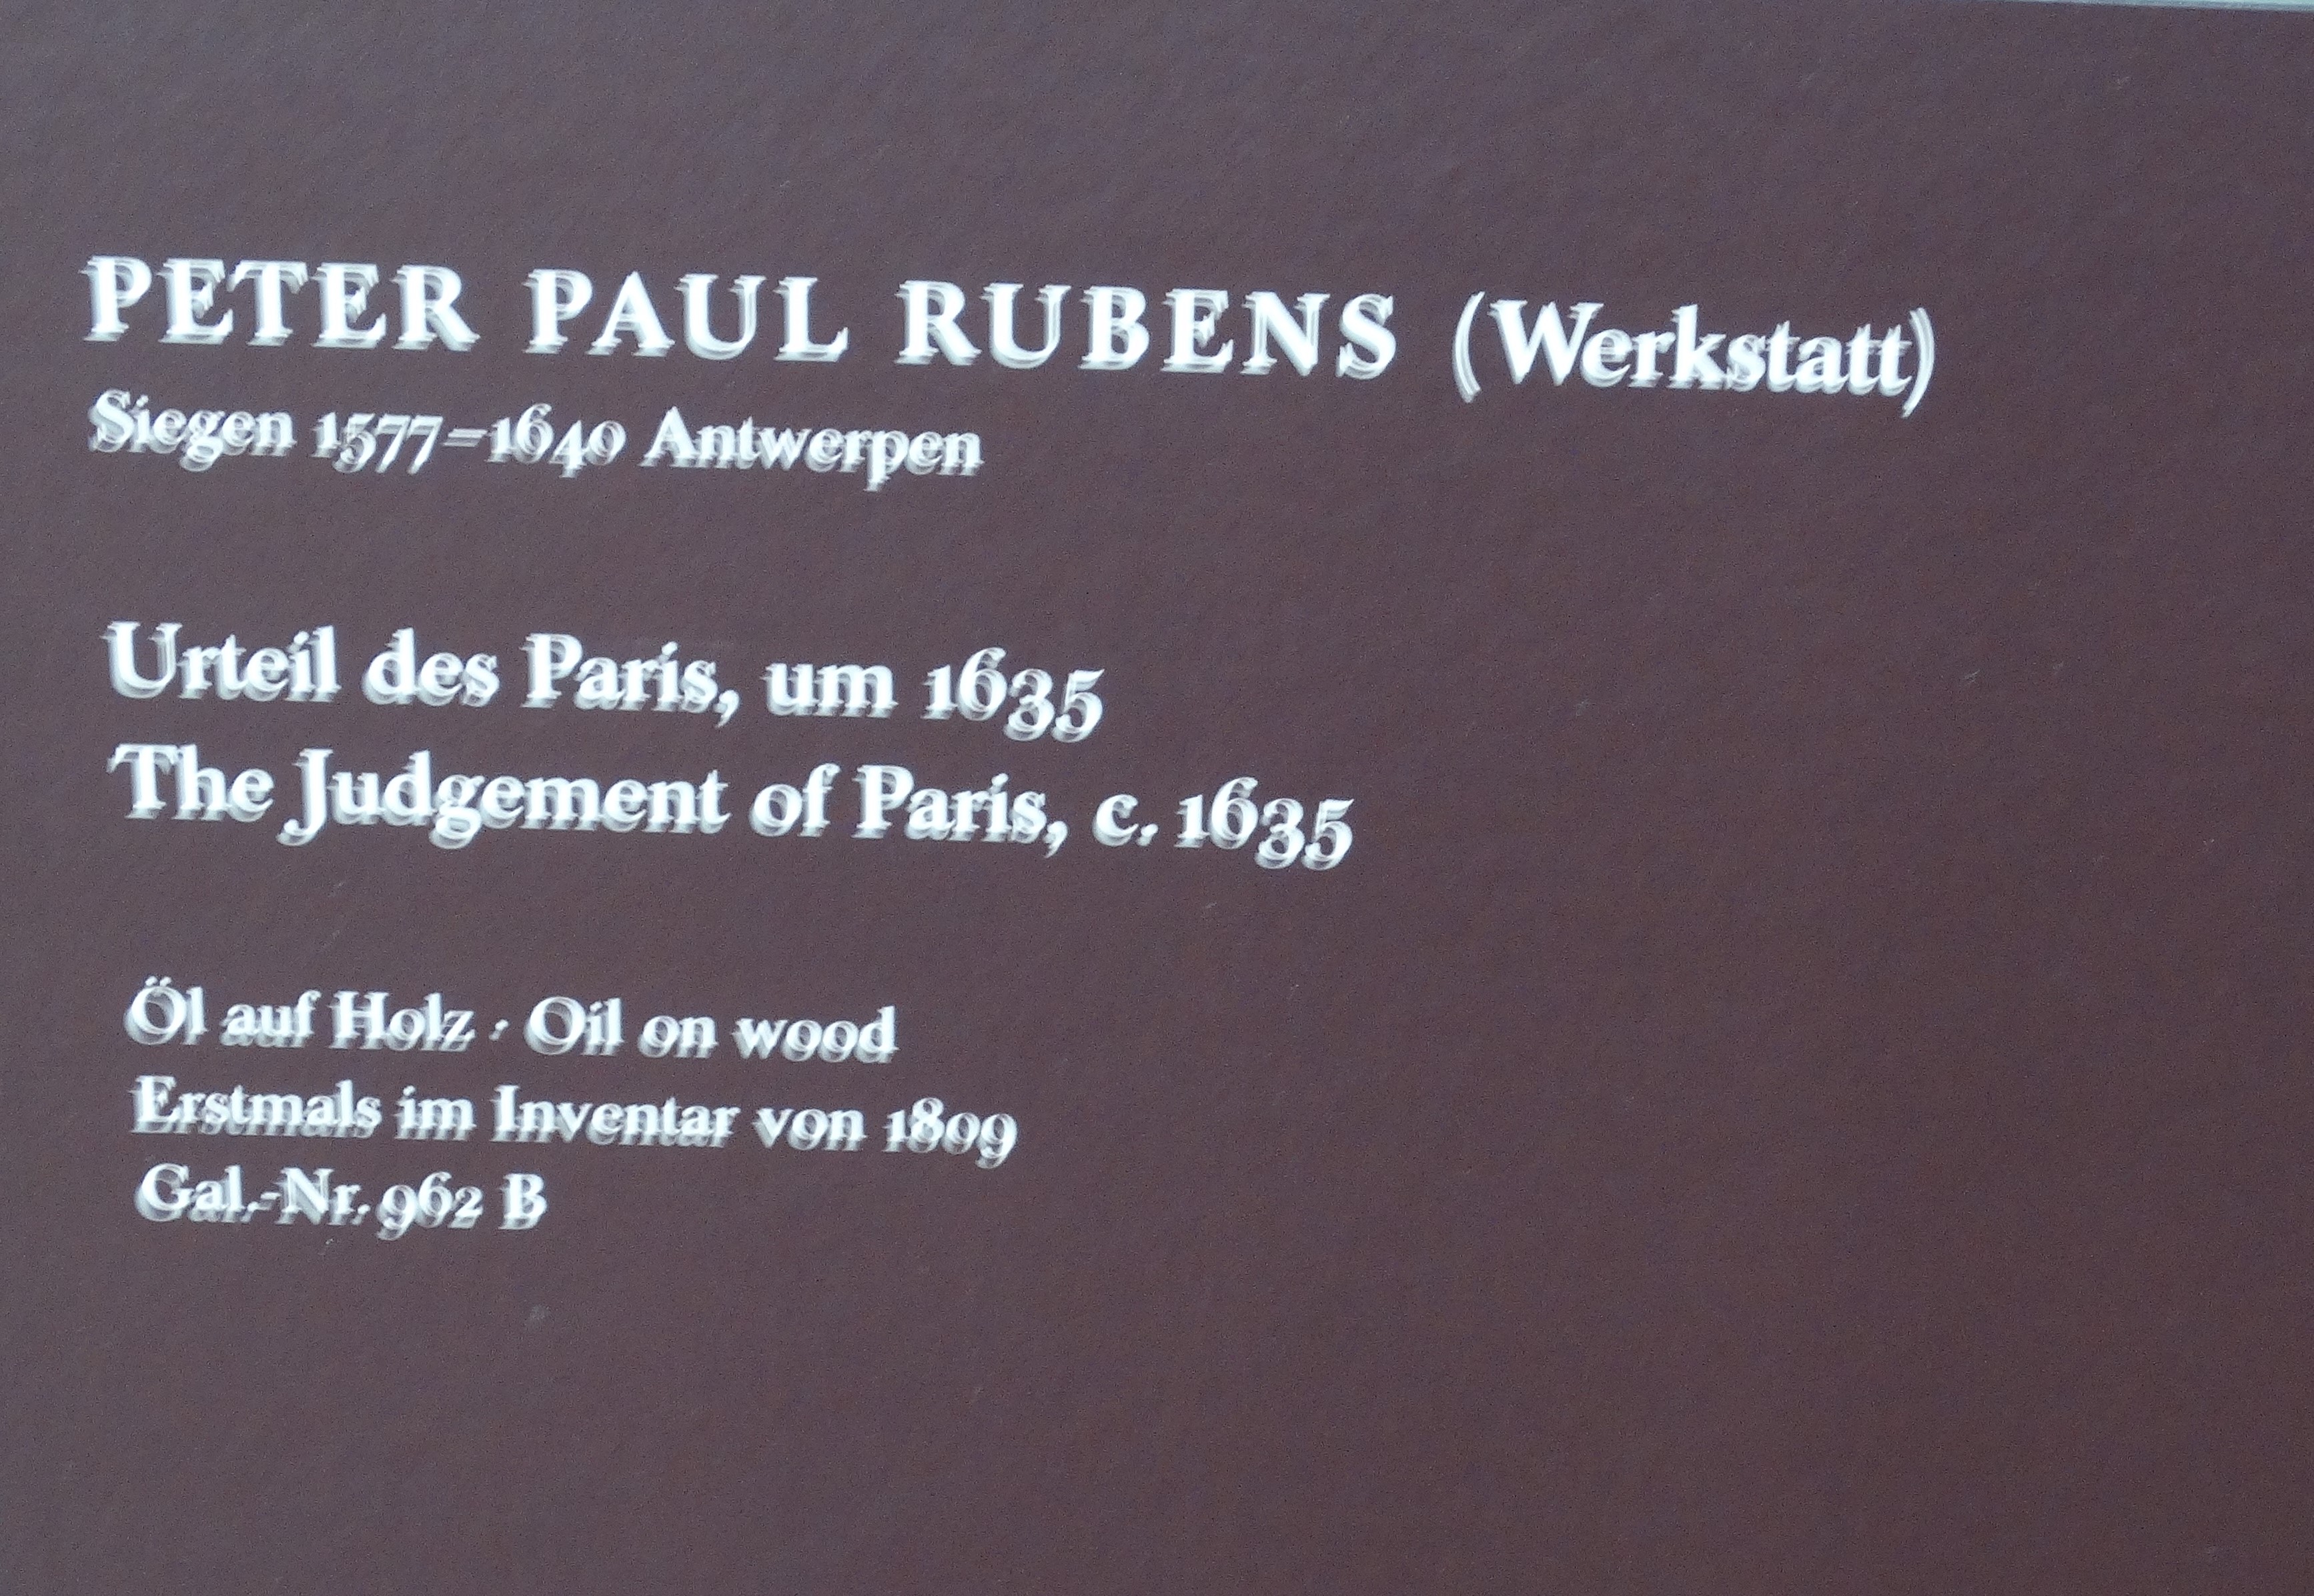 PETER PAUL RUBENS (Werkstatt)
Siegen 1577–1640 Antwerpen
Urteil des Paris, um 1635
The Judgement of Paris, c. 1635
Öl auf Holz · Oil on wood
Erstmals im Inventar von 1809
Gal.-Nr. 962 B